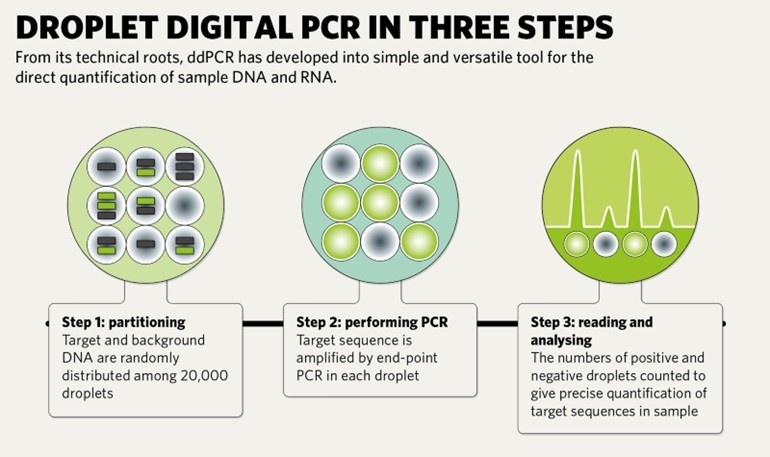 DROPLET DIGITAL PCR IN THREE STEPS
From its technical roots, ddPCR has developed into simple and versatile tool for the
direct quantification of sample DNA and RNA.
Step 1: partitioning
Target and background
DNA are randomly
distributed among 20,000
droplets
Step 2: performing PCR
Target sequence is
amplified by end-point
PCR in each droplet
Step 3: reading and
analysing
The numbers of positive and
negative droplets counted to
give precise quantification of
target sequences in sample